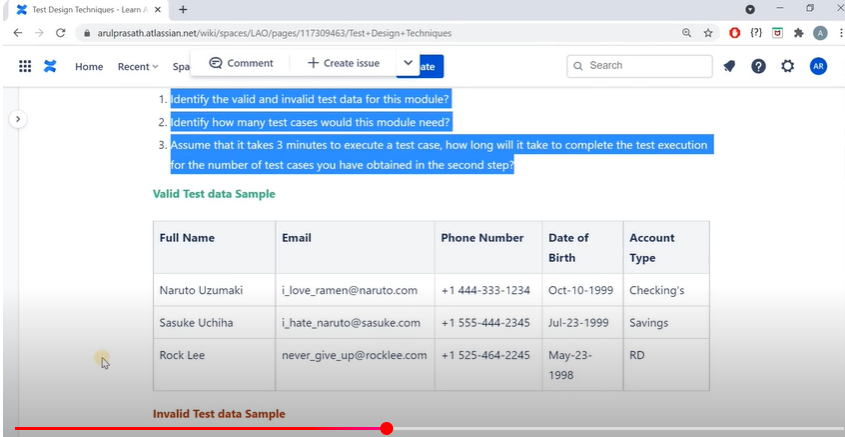 Test Design Techniques - Learn A
arulprasath.atlassian.net/wiki/spaces/LAO/pages/117309463/Test+Design+Techniques
A
Home Recent Spa Comment Create issue ate Search AR
1. Identify the valid and invalid test data for this module?
2. Identify how many test cases would this module need?
3. Assume that it takes 3 minutes to execute a test case, how long will it take to complete the test execution
for the number of test cases you have obtained in the second step?
Valid Test data Sample
Full Name Email Phone Number Date of Account
Birth Type
Naruto Uzumaki i_love_ramen@naruto.com +1 444-333-1234 Oct-10-1999 Checking's
Sasuke Uchiha i_hate_naruto@sasuke.com +1 555-444-2345 Jul-23-1999 Savings
Rock Lee never_give_up@rocklee.com +1 525-464-2245 May-23- RD
1998
Invalid Test data Sample